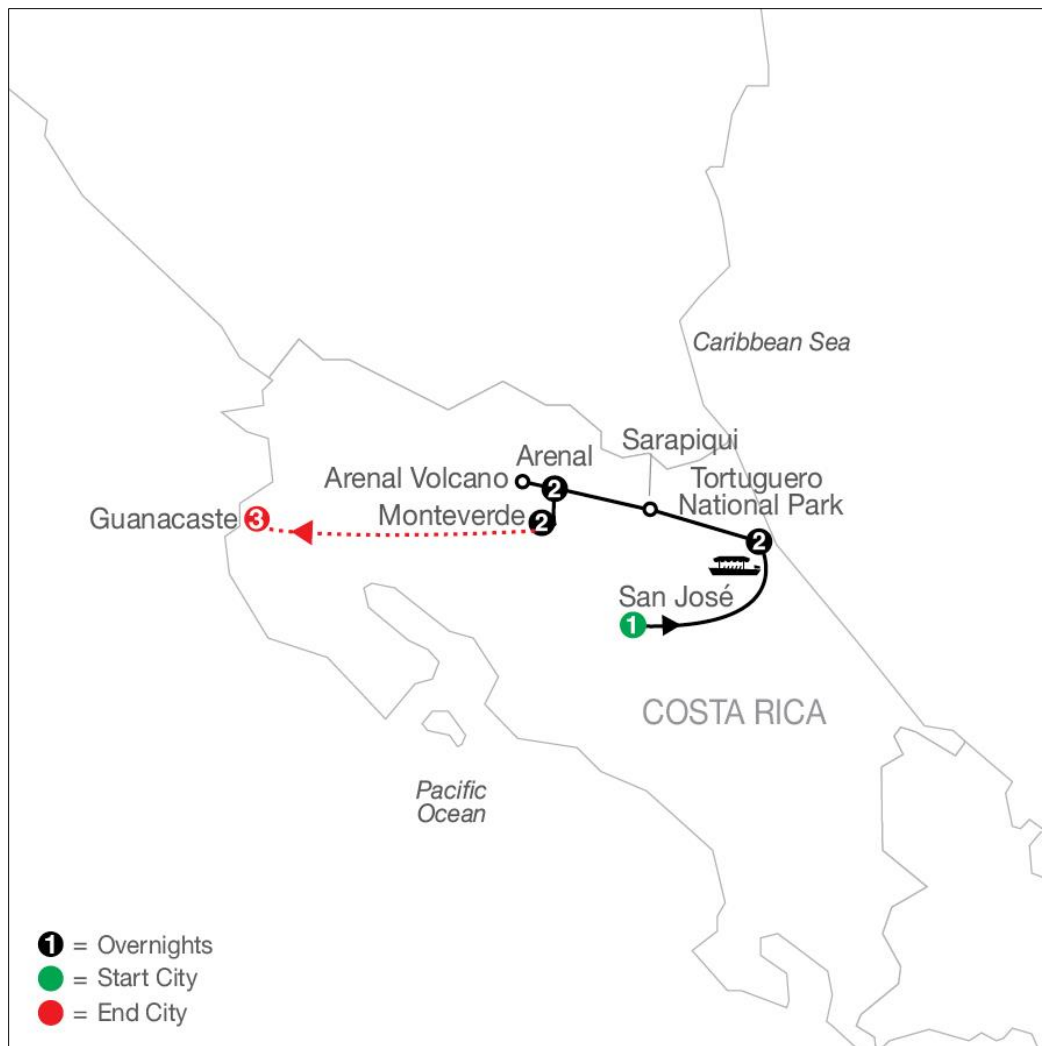 Caribbean Sea
Sarapiqui
Arenal
Tortuguero
National Park
Arenal Volcano
2
Guanacaste
3
Monteverde
2
2
San José
1
COSTA RICA
Pacific
Ocean
1 = Overnights
= Start City
= End City